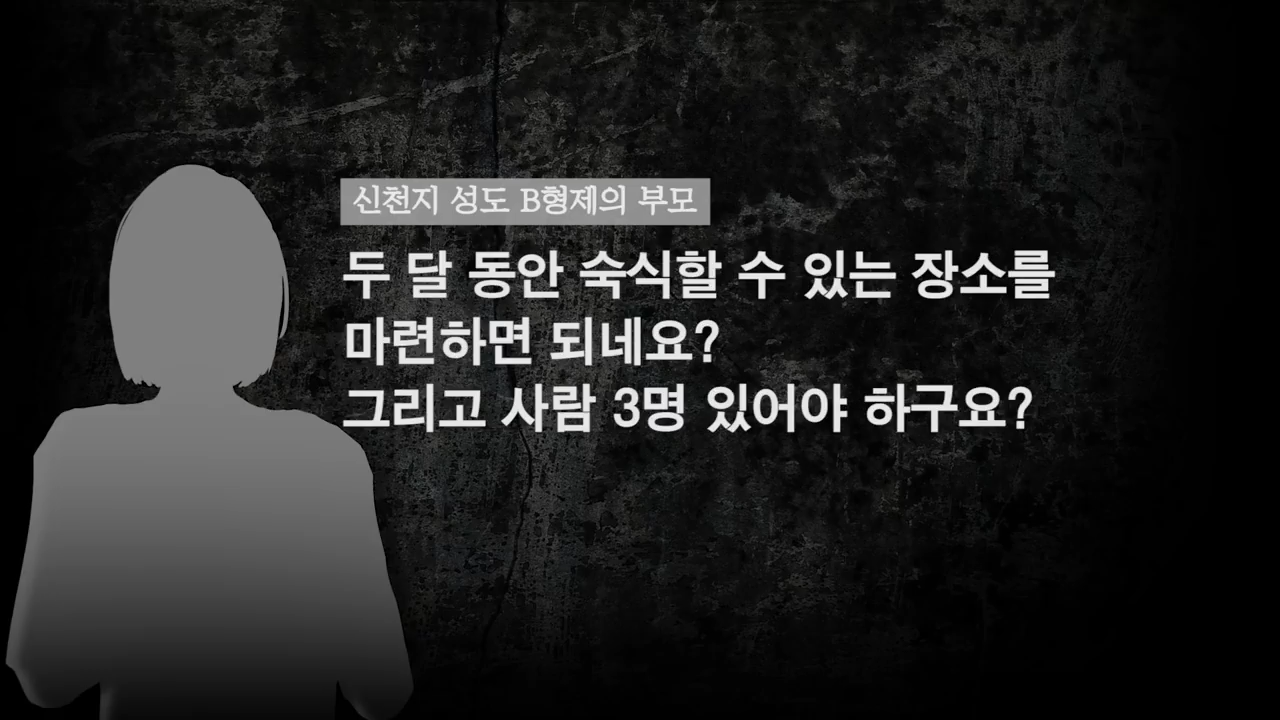 신천지 성도 B형제의 부모
두 달 동안 숙식할 수 있는 장소를
마련하면 되네요?
그리고 사람 3명 있어야 하구요?